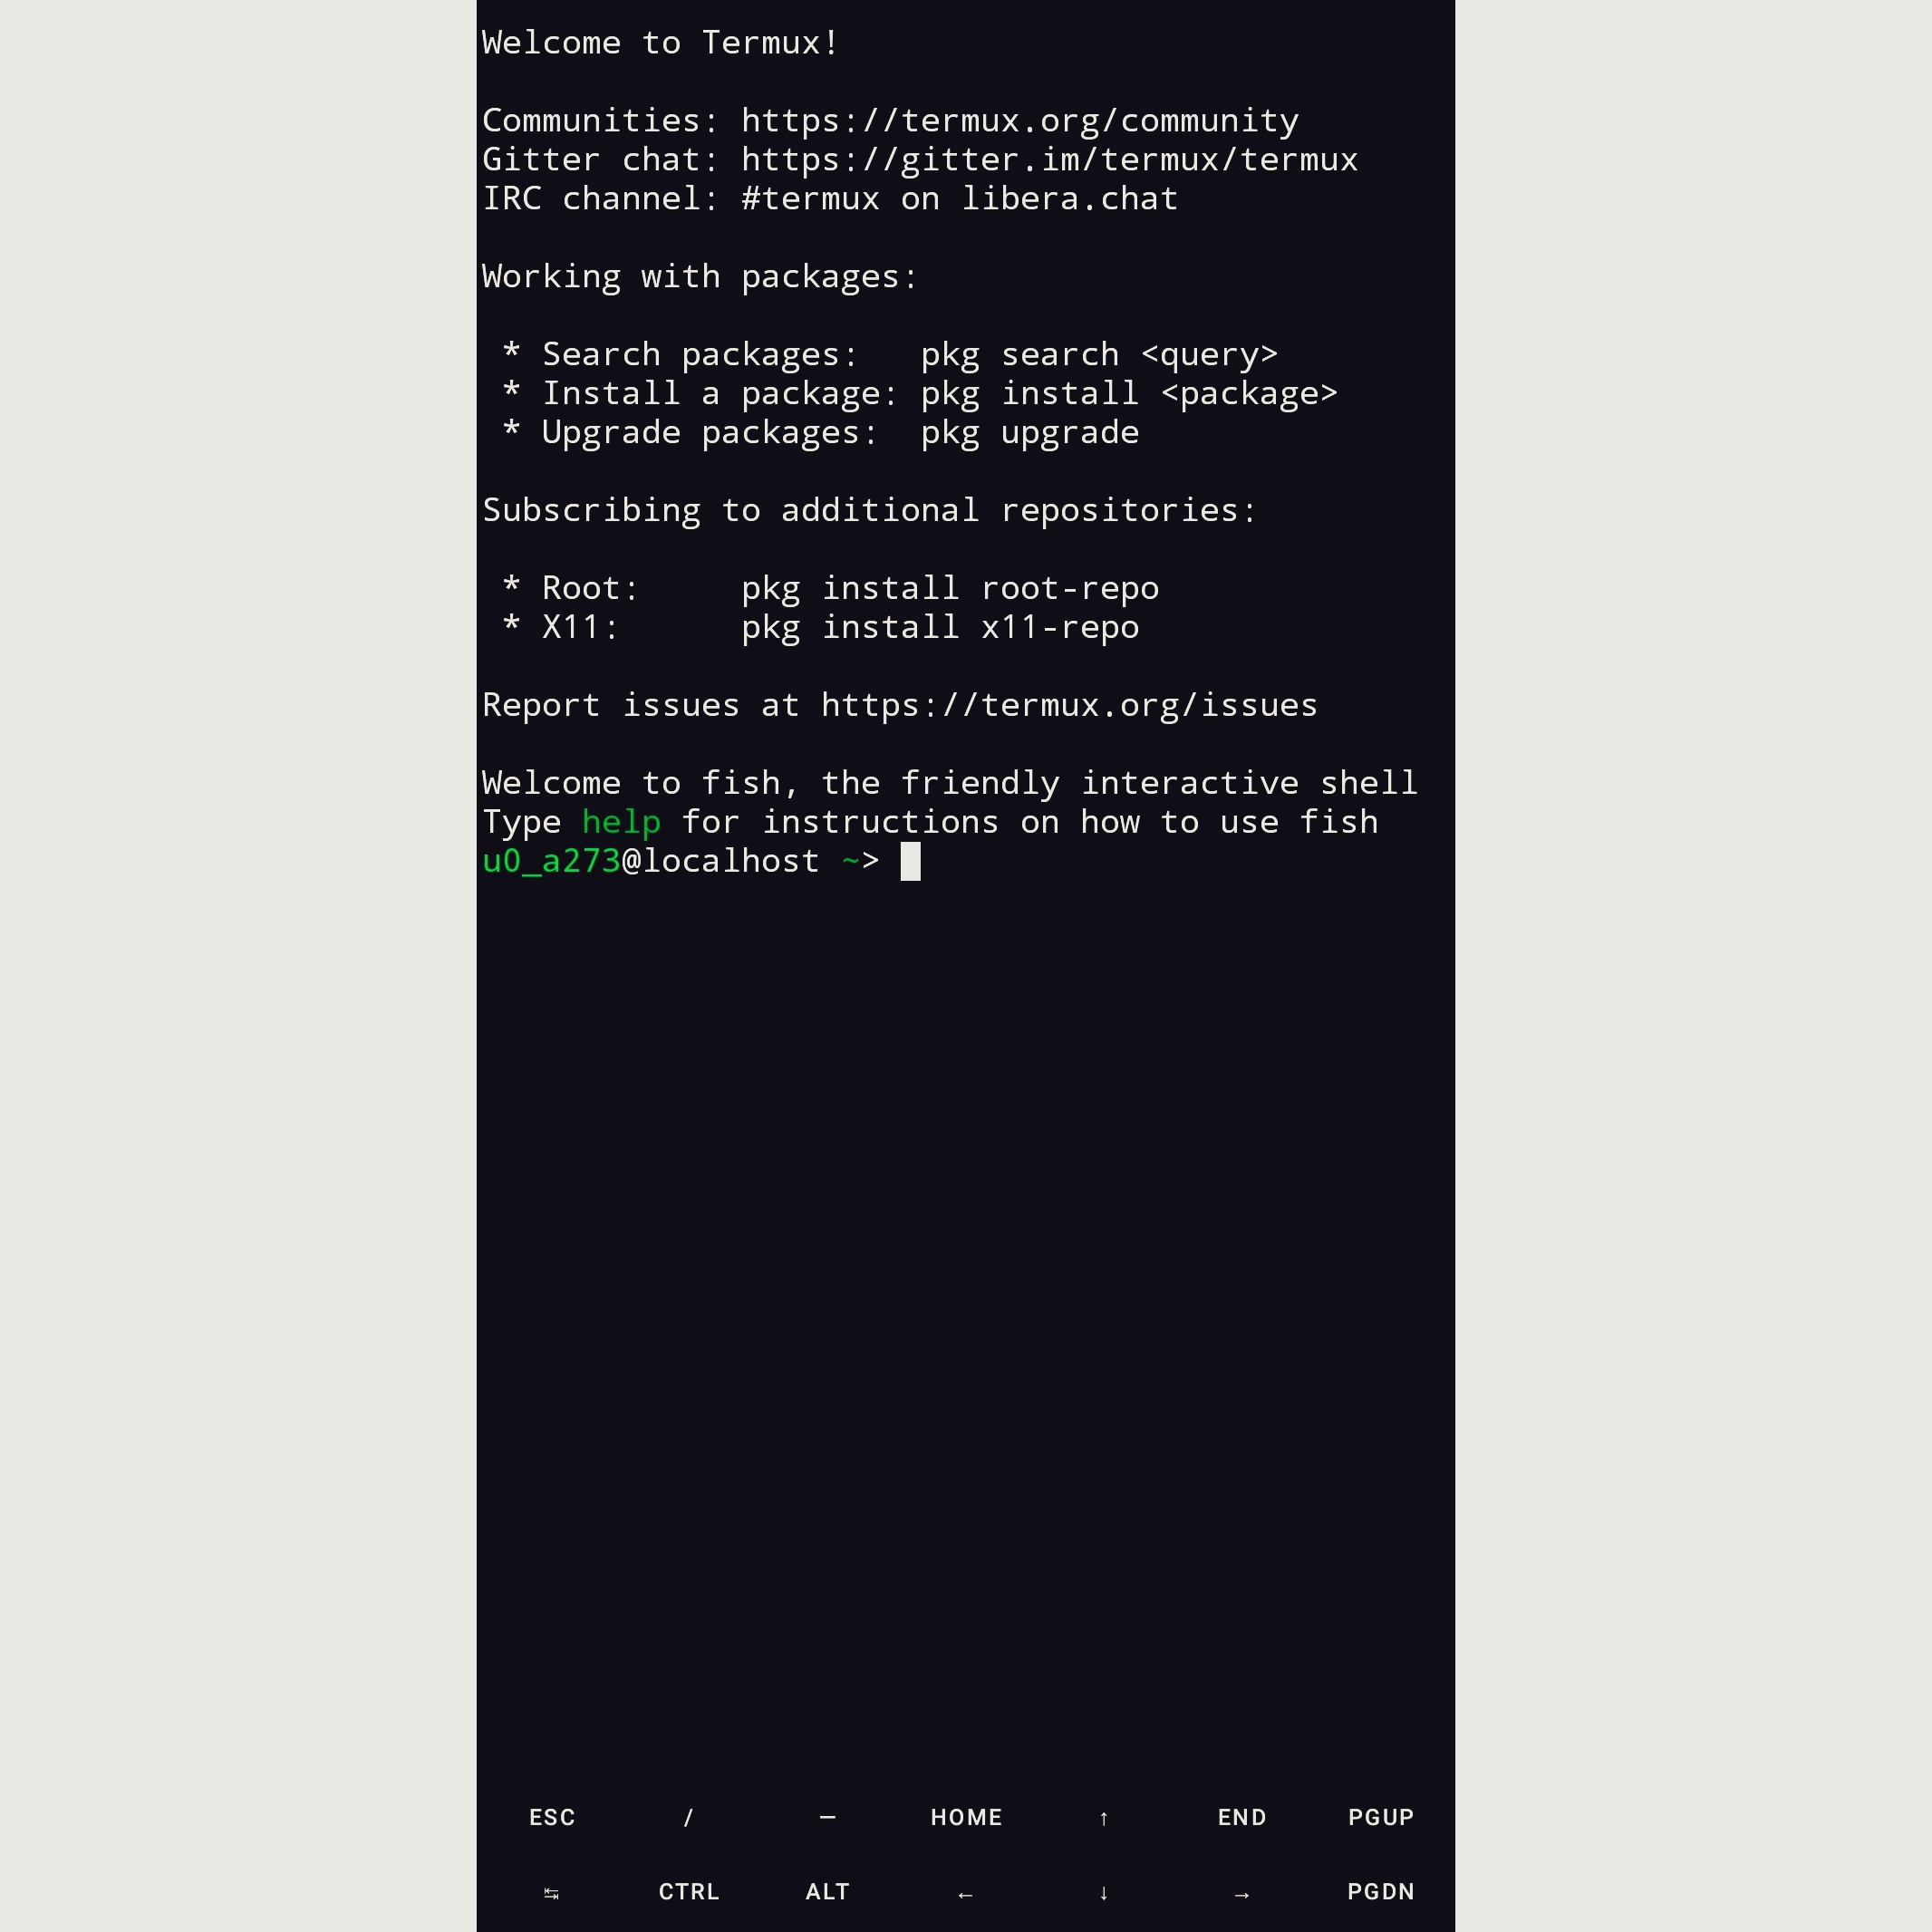 Welcome to Termux!
Communities: https://termux.org/community
Gitter chat: https://gitter.im/termux/termux
IRC channel: #termux on libera.chat
Working with packages:
* Search packages:   pkg search <query>
* Install a package: pkg install <package>
* Upgrade packages:  pkg upgrade
Subscribing to additional repositories:
* Root:     pkg install root-repo
* X11:      pkg install x11-repo
Report issues at https://termux.org/issues
Welcome to fish, the friendly interactive shell
Type help for instructions on how to use fish
u0_a273@localhost ~>
ESC / — HOME ↑ END PGUP
↹ CTRL ALT ← ↓ → PGDN